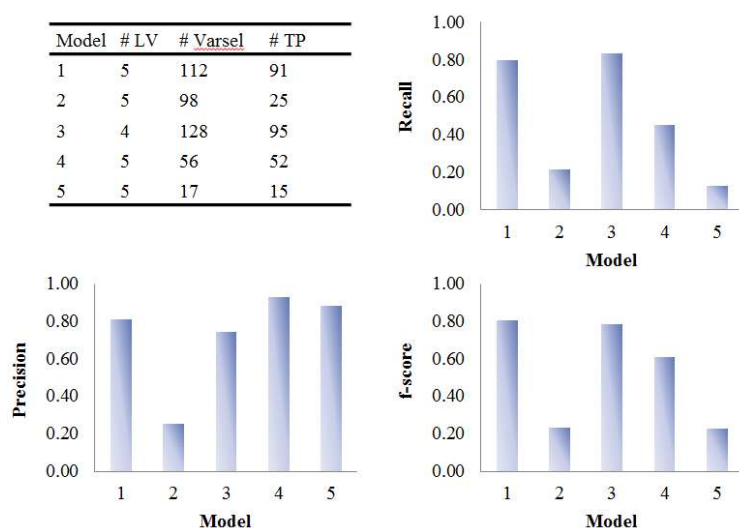 Model # LV # Varsel # TP
1 5 112 91
2 5 98 25
3 4 128 95
4 5 56 52
5 5 17 15
1.00
0.80
0.60
0.40
0.20
0.00
Recall
1 2 3 4 5
Model
1.00
0.80
0.60
0.40
0.20
0.00
Precision
1 2 3 4 5
Model
1.00
0.80
0.60
0.40
0.20
0.00
f-score
1 2 3 4 5
Model